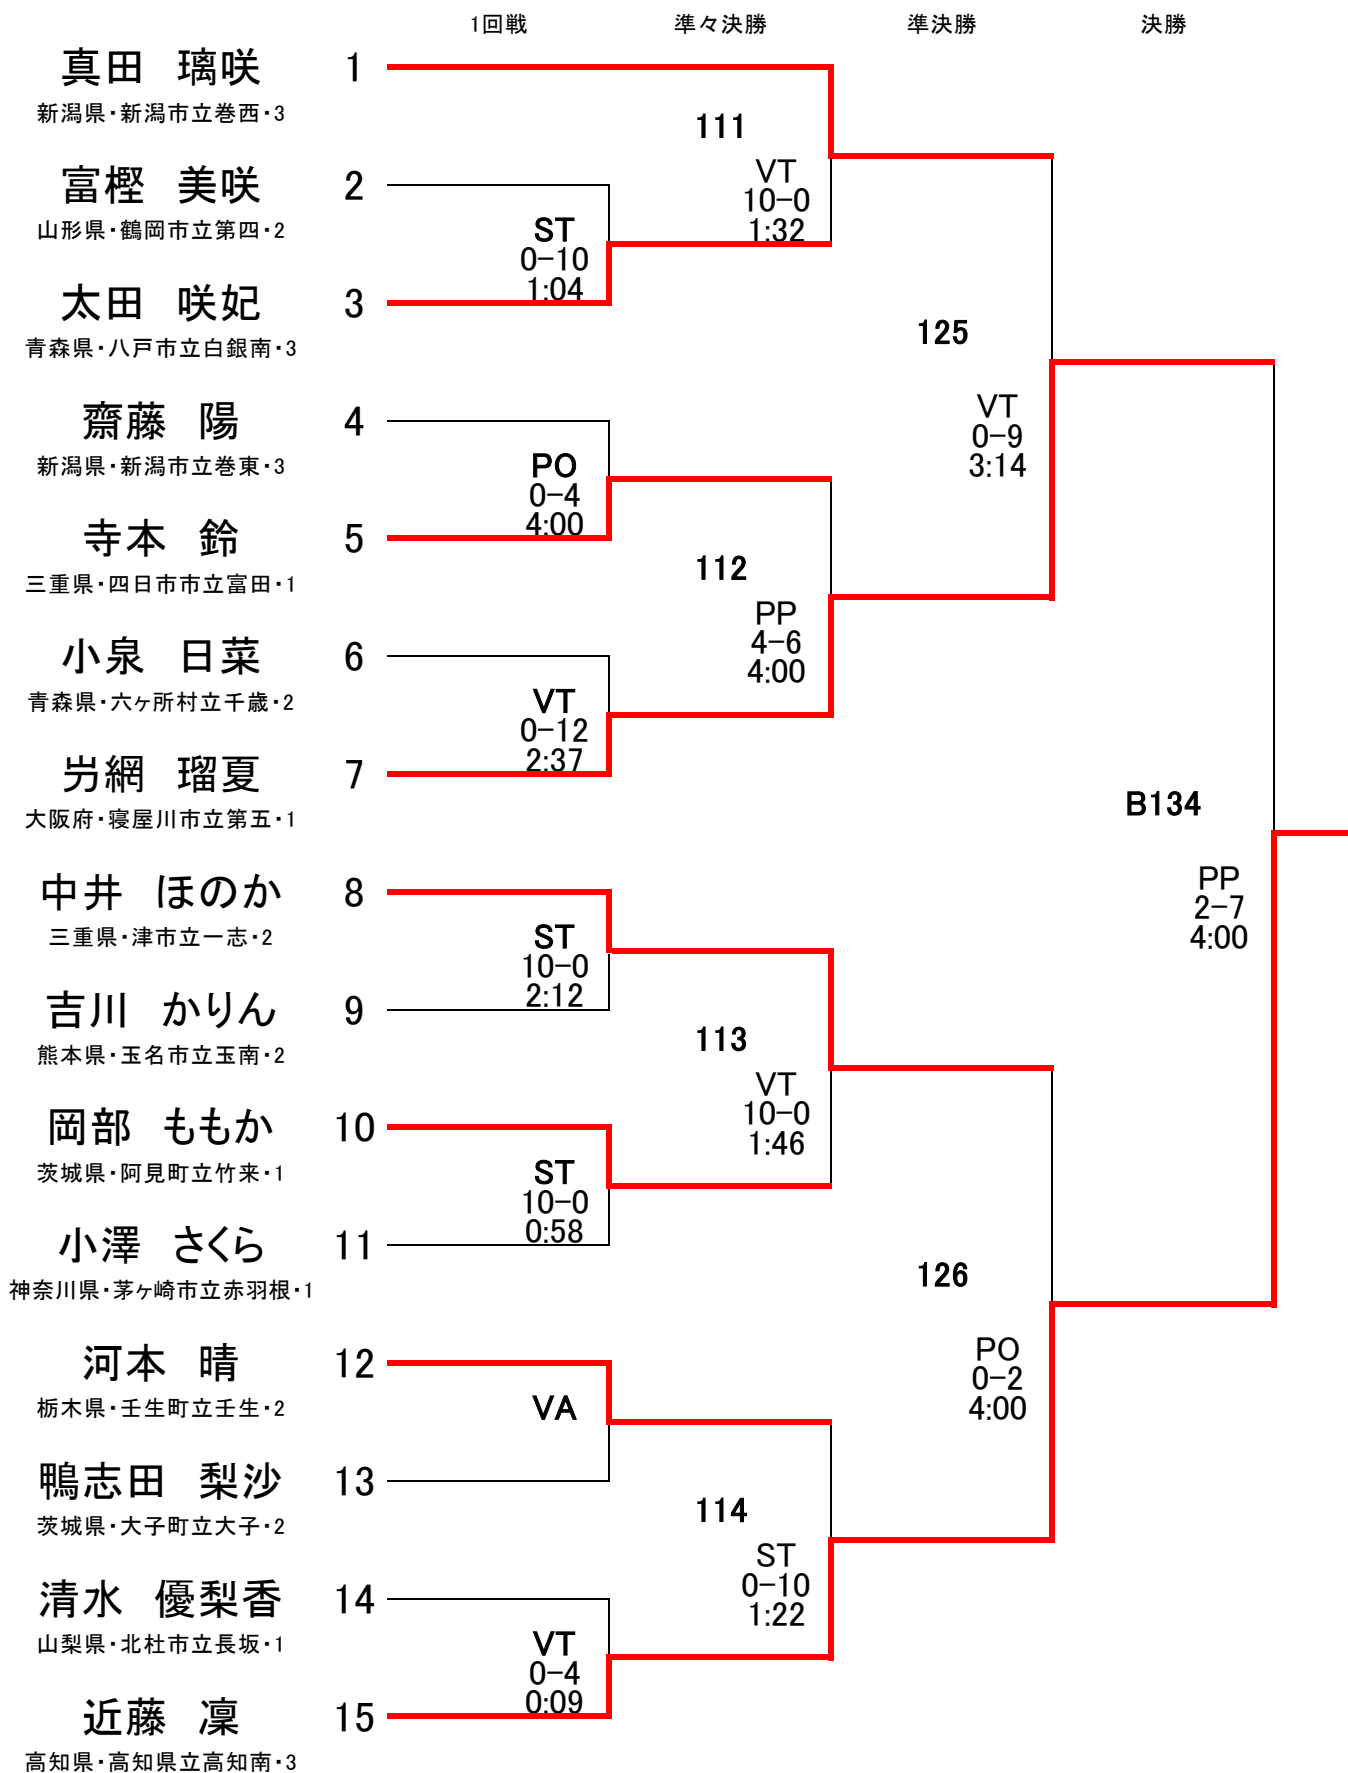 1回戦 準々決勝 準決勝 決勝
真田 璃咲 1
新潟県・新潟市立巻西・3
111
富樫 美咲 2
VT
10-0
1:32
山形県・鶴岡市立第四・2
ST
0-10
1:04
太田 咲妃 3
青森県・八戸市立白銀南・3
125
齋藤 陽 4
VT
0-9
3:14
新潟県・新潟市立巻東・3
PO
0-4
4:00
寺本 鈴 5
三重県・四日市市立富田・1
112
PP
4-6
4:00
小泉 日菜 6
青森県・六ヶ所村立千歳・2
VT
0-12
2:37
屶網 瑠夏 7
大阪府・寝屋川市立第五・1
B134
中井 ほのか 8
PP
2-7
4:00
三重県・津市立一志・2
ST
10-0
2:12
吉川 かりん 9
熊本県・玉名市立玉南・2
113
VT
10-0
1:46
岡部 ももか 10
茨城県・阿見町立竹来・1
ST
10-0
0:58
小澤 さくら 11
神奈川県・茅ヶ崎市立赤羽根・1
126
河本 晴 12
PO
0-2
4:00
栃木県・壬生町立壬生・2
VA
鴨志田 梨沙 13
茨城県・大子町立大子・2
114
ST
0-10
1:22
清水 優梨香 14
山梨県・北杜市立長坂・1
VT
0-4
0:09
近藤 凜 15
高知県・高知県立高知南・3